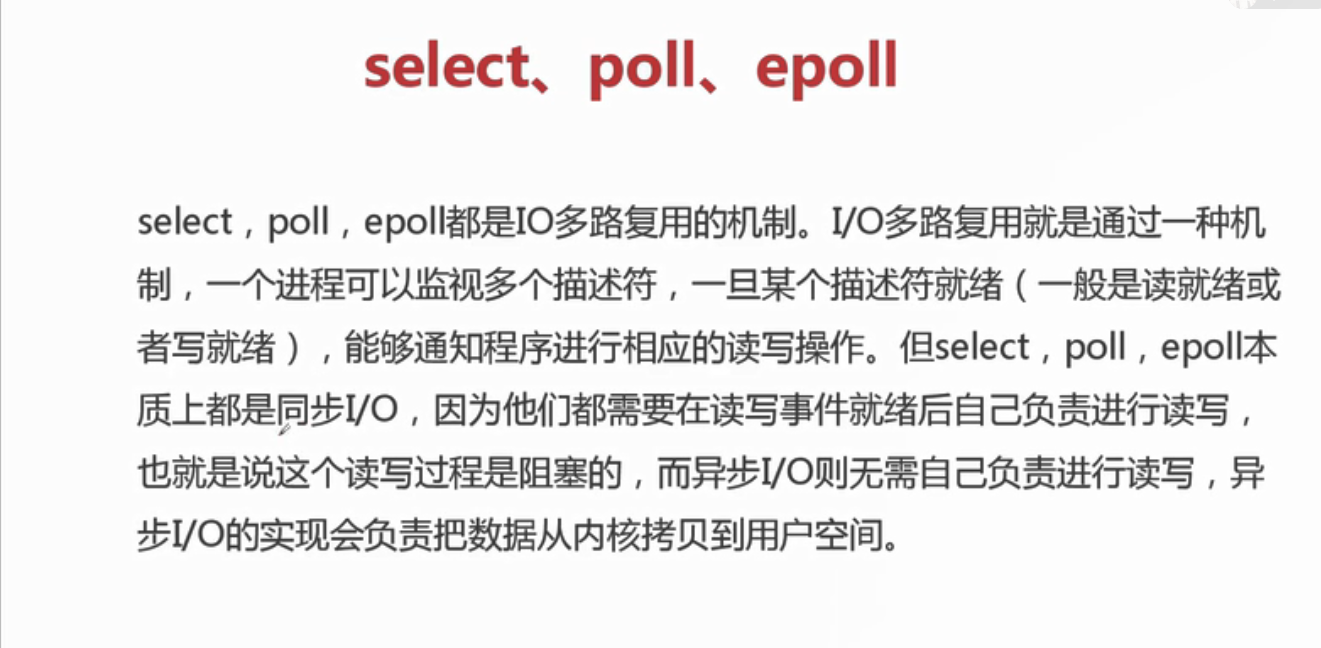 select、poll、epoll
select，poll，epoll都是IO多路复用的机制。I/O多路复用就是通过一种机
制，一个进程可以监视多个描述符，一旦某个描述符就绪（一般是读就绪或
者写就绪），能够通知程序进行相应的读写操作。但select，poll，epoll本
质上都是同步I/O，因为他们都需要在读写事件就绪后自己负责进行读写，
也就是说这个读写过程是阻塞的，而异步I/O则无需自己负责进行读写，异
步I/O的实现会负责把数据从内核拷贝到用户空间。